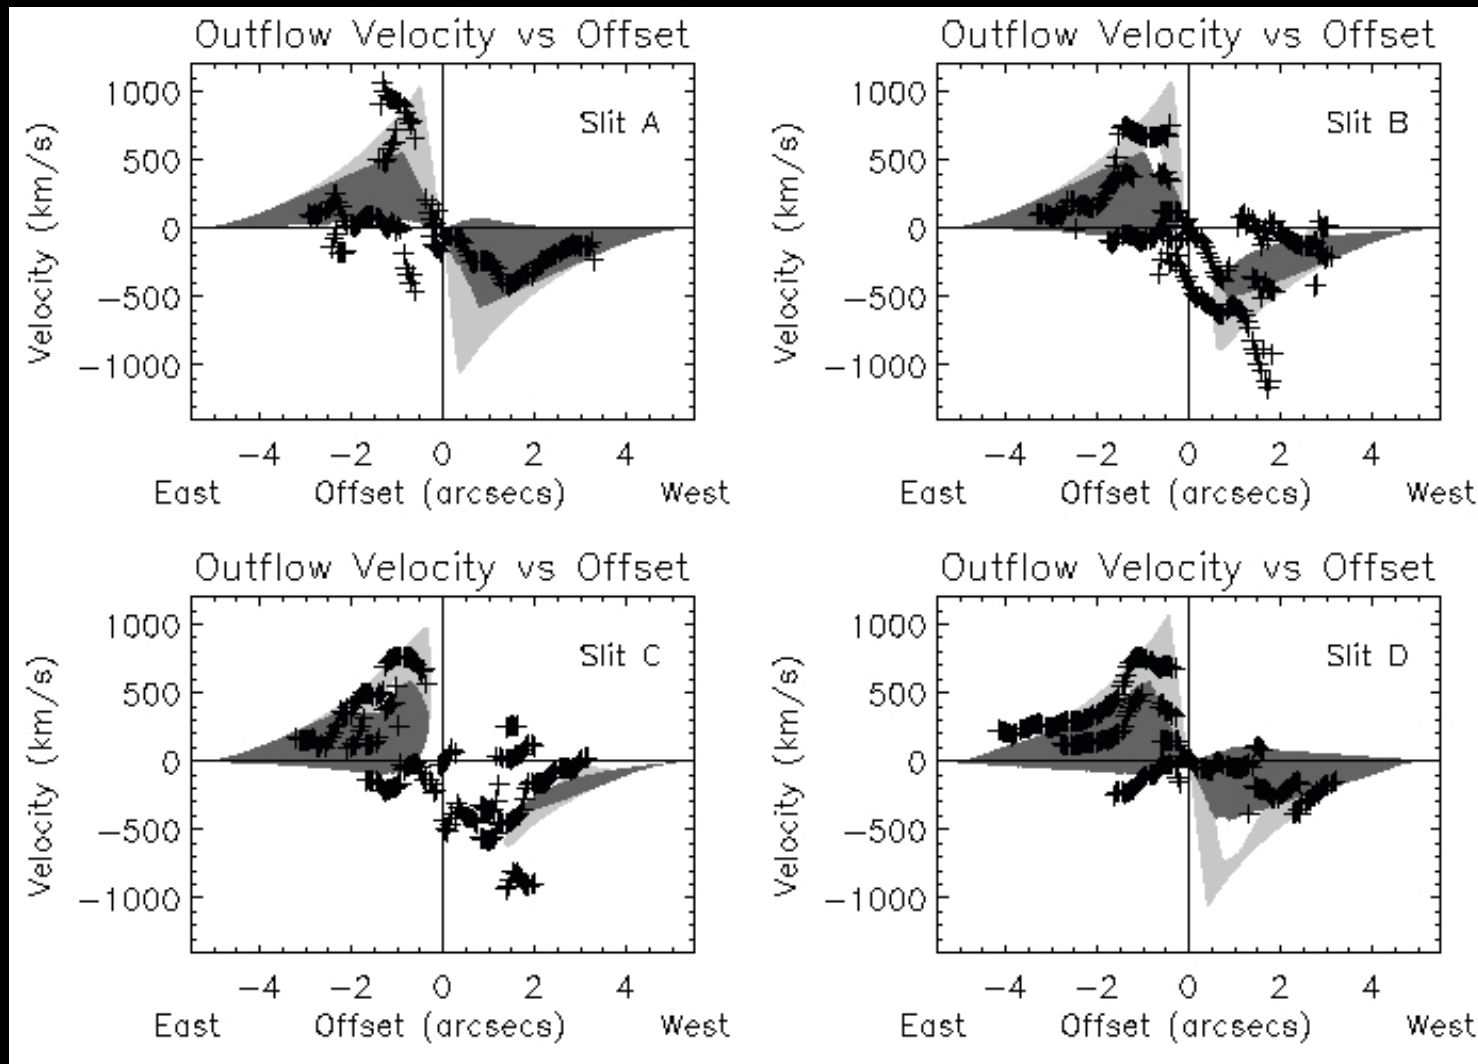 Outflow Velocity vs Offset
Velocity (km/s)
1000
500
0
−500
−1000
Slit A
−4 −2 0 2 4
East Offset (arcsecs) West
Outflow Velocity vs Offset
Velocity (km/s)
1000
500
0
−500
−1000
Slit B
−4 −2 0 2 4
East Offset (arcsecs) West
Outflow Velocity vs Offset
Velocity (km/s)
1000
500
0
−500
−1000
Slit C
−4 −2 0 2 4
East Offset (arcsecs) West
Outflow Velocity vs Offset
Velocity (km/s)
1000
500
0
−500
−1000
Slit D
−4 −2 0 2 4
East Offset (arcsecs) West